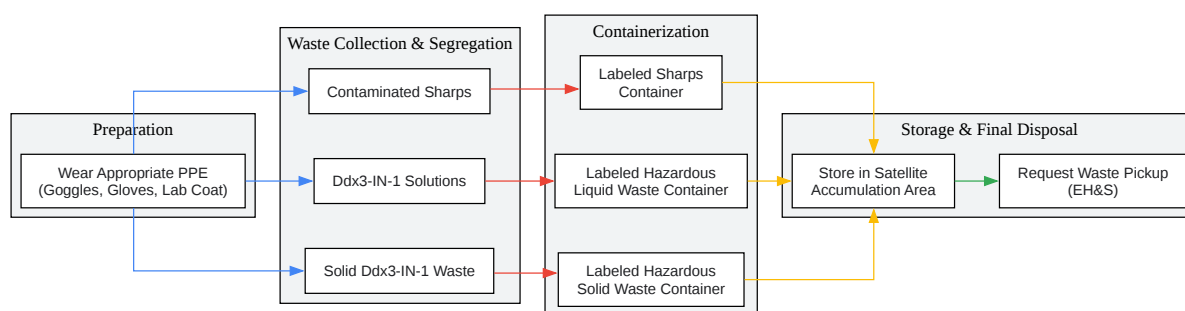 Preparation
Wear Appropriate PPE
(Goggles, Gloves, Lab Coat)
Waste Collection & Segregation
Contaminated Sharps
Ddx3-IN-1 Solutions
Solid Ddx3-IN-1 Waste
Containerization
Labeled Sharps
Container
Labeled Hazardous
Liquid Waste Container
Labeled Hazardous
Solid Waste Container
Storage & Final Disposal
Store in Satellite
Accumulation Area
Request Waste Pickup
(EH&S)